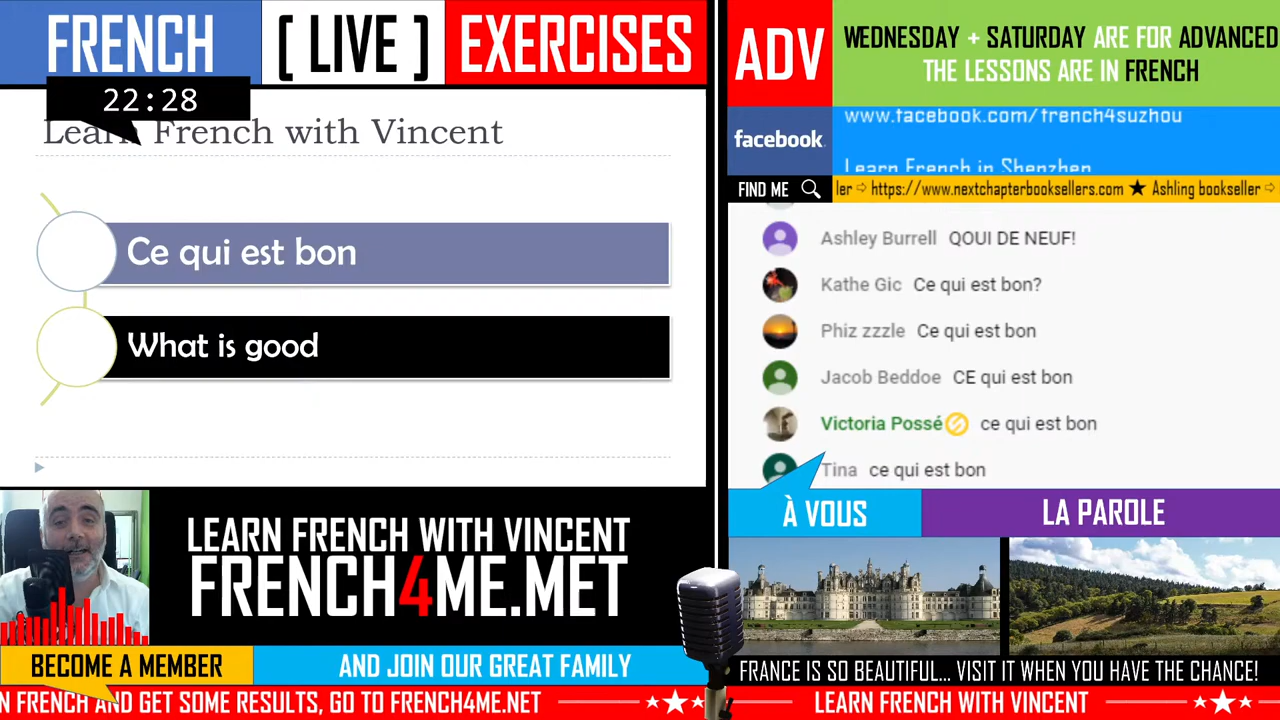 FRENCH [ LIVE ] EXERCISES
22:28
Learn French with Vincent
Ce qui est bon
What is good
LEARN FRENCH WITH VINCENT
FRENCH4ME.MET
BECOME A MEMBER
AND JOIN OUR GREAT FAMILY
ADV
WEDNESDAY + SATURDAY ARE FOR ADVANCED
THE LESSONS ARE IN FRENCH
facebook.
www.facebook.com/french4suzhou
Learn French in Shenzhen
FIND ME
ler ⇨ https://www.nextchapterbooksellers.com ★ Ashling bookseller ⇨
Ashley Burrell QOUI DE NEUF!
Kathe Gic Ce qui est bon?
Phiz zzzle Ce qui est bon
Jacob Beddoe CE qui est bon
Victoria Possé ce qui est bon
Tina ce qui est bon
À VOUS
LA PAROLE
FRANCE IS SO BEAUTIFUL... VISIT IT WHEN YOU HAVE THE CHANCE!
N FRENCH AND GET SOME RESULTS, GO TO FRENCH4ME.NET ★★★ LEARN FRENCH WITH VINCENT ★★★